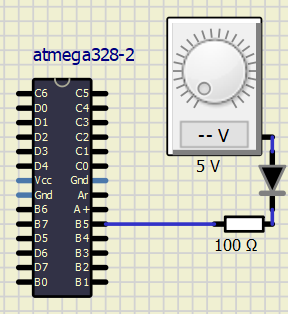 atmega328-2
C6 C5
D0 C4
D1 C3
D2 C2
D3 C1
D4 C0
Vcc Gnd
Gnd Ar
B6 A+
B7 B5
D5 B4
D6 B3
D7 B2
B0 B1
-- V
5 V
100 Ω